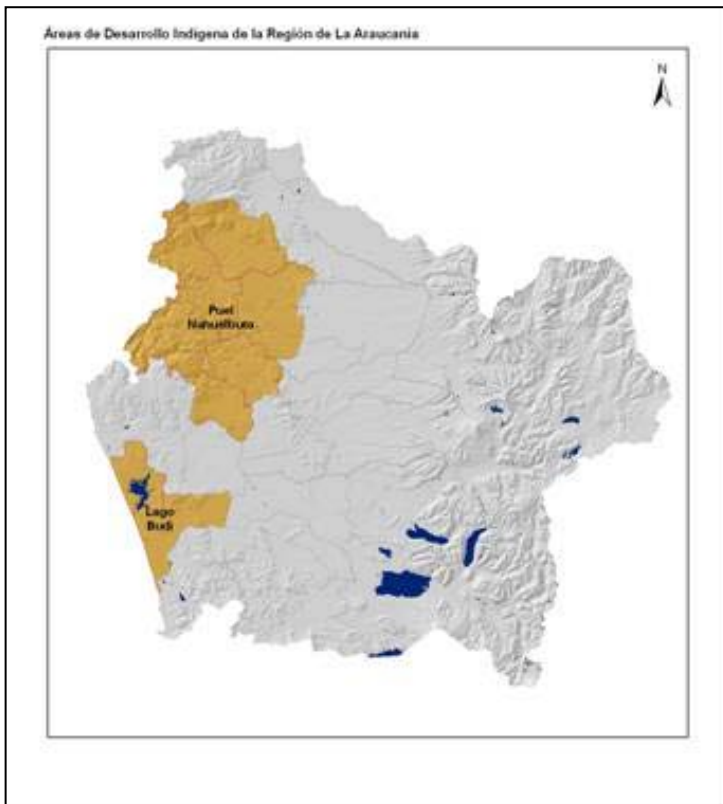 Áreas de Desarrollo Indígena de la Región de La Araucanía
N
Puel
Nahuelbuta
Lago
Budi